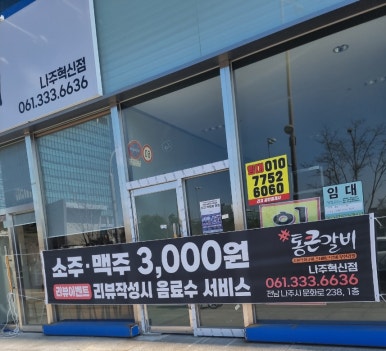 나주혁신점
061.333.6636
임대 010
7752
6060
임 대
소주·맥주 3,000원
리뷰이벤트 리뷰작성시 음료수 서비스
통큰갈비
나주혁신점
061.333.6636
전남 나주시 문화로 238, 1층